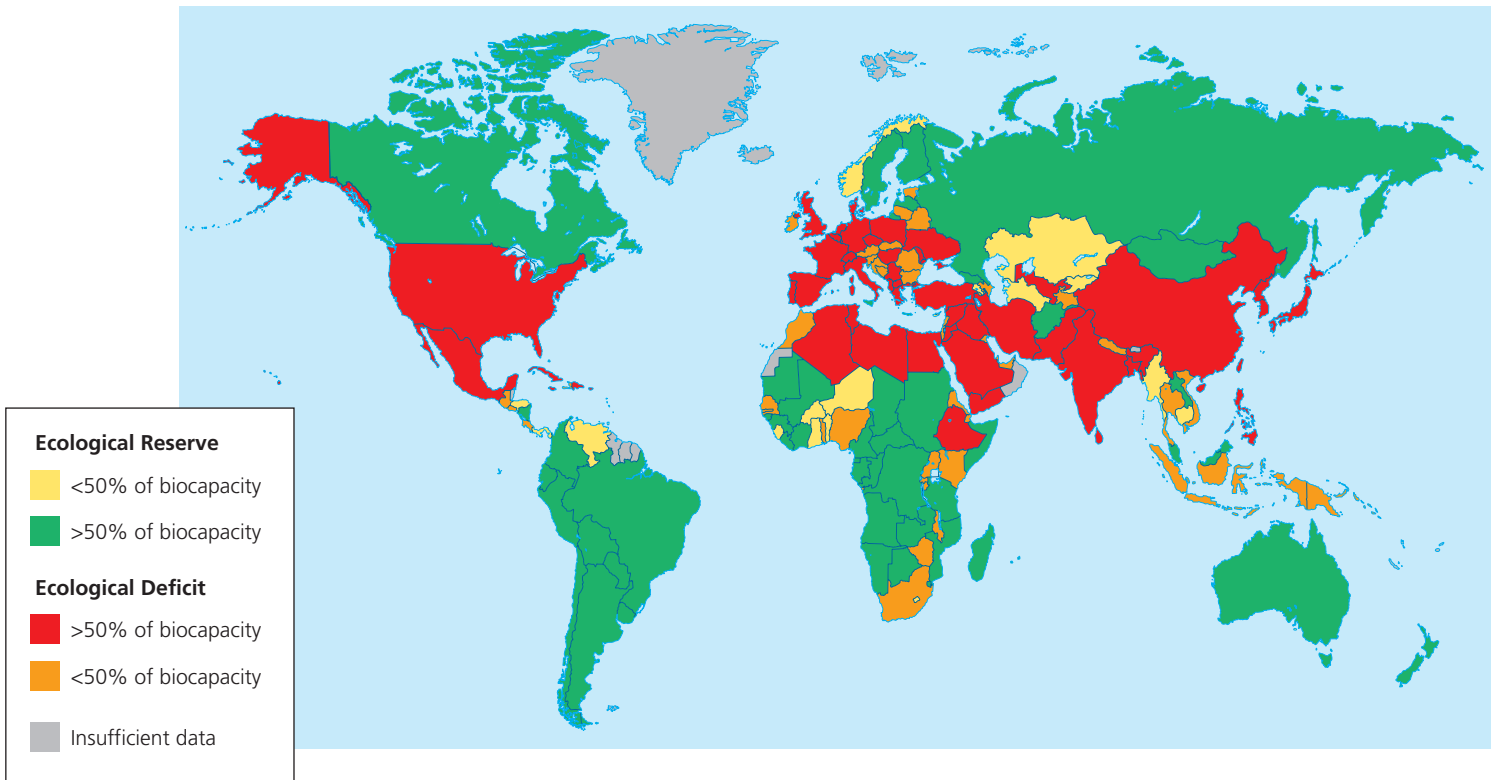 Ecological Reserve
<50% of biocapacity
>50% of biocapacity
Ecological Deficit
>50% of biocapacity
<50% of biocapacity
Insufficient data